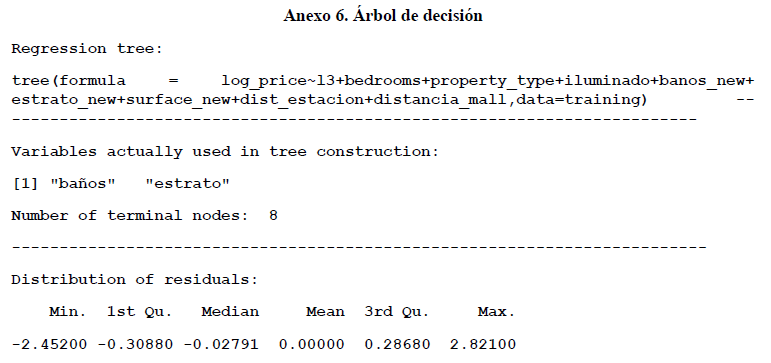 Anexo 6. Árbol de decisión
Regression tree:
tree(formula = log_price~l3+bedrooms+property_type+iluminado+banos_new+
estrato_new+surface_new+dist_estacion+distancia_mall,data=training) --
------------------------------------------------------------------------
Variables actually used in tree construction:
[1] "baños" "estrato"
Number of terminal nodes: 8
-------------------------------------------------------------------------
Distribution of residuals:
Min. 1st Qu. Median Mean 3rd Qu. Max.
-2.45200 -0.30880 -0.02791 0.00000 0.28680 2.82100